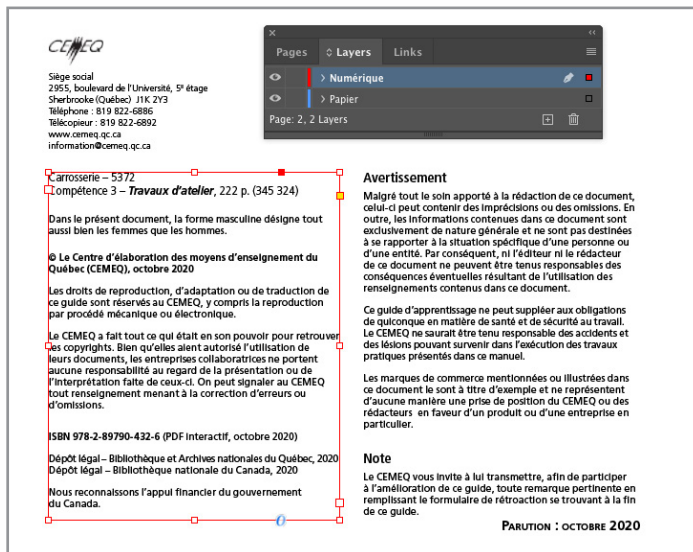 CEMEQ
Siège social
2955, boulevard de l'Université, 5e étage
Sherbrooke (Québec) J1K 2Y3
Téléphone : 819 822-6886
Télécopieur : 819 822-6892
www.cemeq.qc.ca
information@cemeq.qc.ca
Pages
Layers
Links
Numérique
Papier
Page: 2, 2 Layers
Carrosserie – 5372
Compétence 3 – Travaux d'atelier, 222 p. (345 324)
Dans le présent document, la forme masculine désigne tout
aussi bien les femmes que les hommes.
© Le Centre d'élaboration des moyens d'enseignement du
Québec (CEMEQ), octobre 2020
Les droits de reproduction, d'adaptation ou de traduction de
ce guide sont réservés au CEMEQ, y compris la reproduction
par procédé mécanique ou électronique.
Le CEMEQ a fait tout ce qui était en son pouvoir pour retrouver
les copyrights. Bien qu'elles aient autorisé l'utilisation de
leurs documents, les entreprises collaboratrices ne portent
aucune responsabilité au regard de la présentation ou de
l'interprétation faite de ceux-ci. On peut signaler au CEMEQ
tout renseignement menant à la correction d'erreurs ou
d'omissions.
ISBN 978-2-89790-432-6 (PDF interactif, octobre 2020)
Dépôt légal – Bibliothèque et Archives nationales du Québec, 2020
Dépôt légal – Bibliothèque nationale du Canada, 2020
Nous reconnaissons l'appui financier du gouvernement
du Canada.
Avertissement
Malgré tout le soin apporté à la rédaction de ce document,
celui-ci peut contenir des imprécisions ou des omissions. En
outre, les informations contenues dans ce document sont
exclusivement de nature générale et ne sont pas destinées
à se rapporter à la situation spécifique d'une personne ou
d'une entité. Par conséquent, ni l'éditeur ni le rédacteur
de ce document ne peuvent être tenus responsables des
conséquences éventuelles résultant de l'utilisation des
renseignements contenus dans ce document.
Ce guide d'apprentissage ne peut suppléer aux obligations
de quiconque en matière de santé et de sécurité au travail.
Le CEMEQ ne saurait être tenu responsable des accidents et
des lésions pouvant survenir dans l'exécution des travaux
pratiques présentés dans ce manuel.
Les marques de commerce mentionnées ou illustrées dans
ce document le sont à titre d'exemple et ne représentent
d'aucune manière une prise de position du CEMEQ ou des
rédacteurs en faveur d'un produit ou d'une entreprise en
particulier.
Note
Le CEMEQ vous invite à lui transmettre, afin de participer
à l'amélioration de ce guide, toute remarque pertinente en
remplissant le formulaire de rétroaction se trouvant à la fin
de ce guide.
Parution : octobre 2020